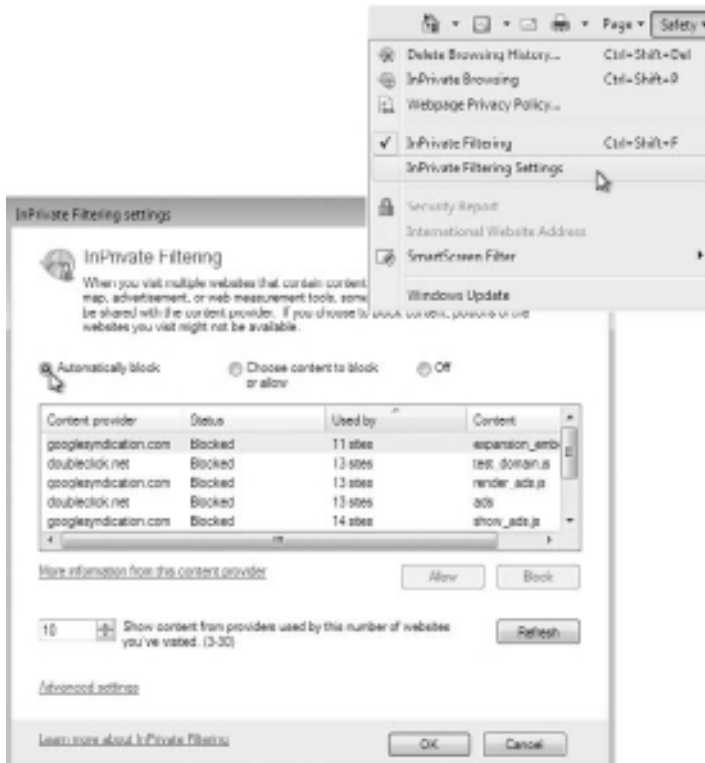 Page Safety
Delete Browsing History... Ctrl+Shift+Del
InPrivate Browsing Ctrl+Shift+P
Webpage Privacy Policy...
InPrivate Filtering Ctrl+Shift+F
InPrivate Filtering Settings
Security Report
International Website Address
SmartScreen Filter
Windows Update
InPrivate Filtering settings
InPrivate Filtering
When you visit multiple websites that contain content
map, advertisement, or web measurement tools, some
be shared with the content provider. If you choose to block content, portions of the
websites you visit might not be available.
Automatically block
Choose content to block
or allow
Off
Content provider Status Used by Content
googlesyndication.com Blocked 11 sites expansion_emb
doubleclick.net Blocked 13 sites test_domain.js
googlesyndication.com Blocked 13 sites render_ads.js
doubleclick.net Blocked 13 sites ads
googlesyndication.com Blocked 14 sites show_ads.js
More information from this content provider
Allow Block
10 Show content from providers used by this number of websites
you've visited. (3-30)
Refresh
Advanced settings
Learn more about InPrivate Filtering
OK Cancel